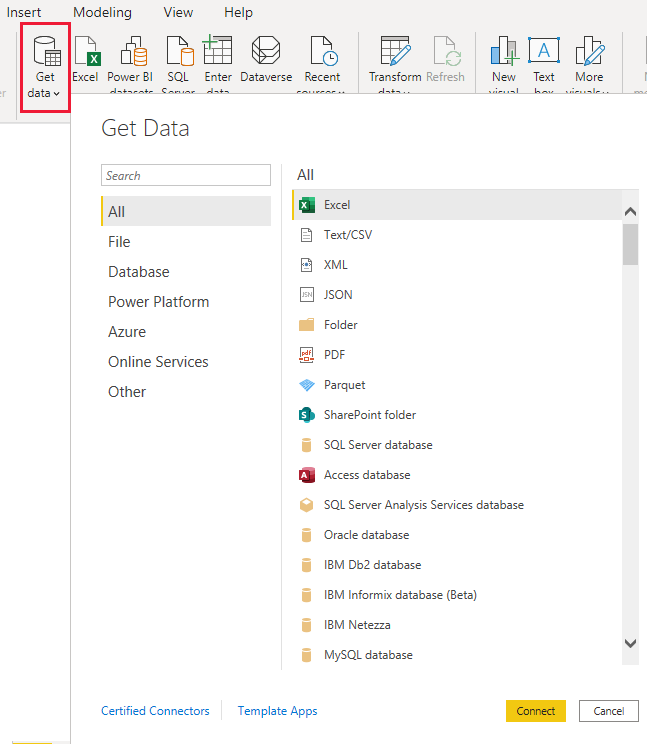 Insert Modeling View Help
Get data
Excel
Power BI datasets
SQL Server
Enter data
Dataverse
Recent sources
Transform data
Refresh
New visual
Text box
More visuals
Get Data
Search
All
File
Database
Power Platform
Azure
Online Services
Other
All
Excel
Text/CSV
XML
JSON
Folder
PDF
Parquet
SharePoint folder
SQL Server database
Access database
SQL Server Analysis Services database
Oracle database
IBM Db2 database
IBM Informix database (Beta)
IBM Netezza
MySQL database
Certified Connectors Template Apps
Connect Cancel